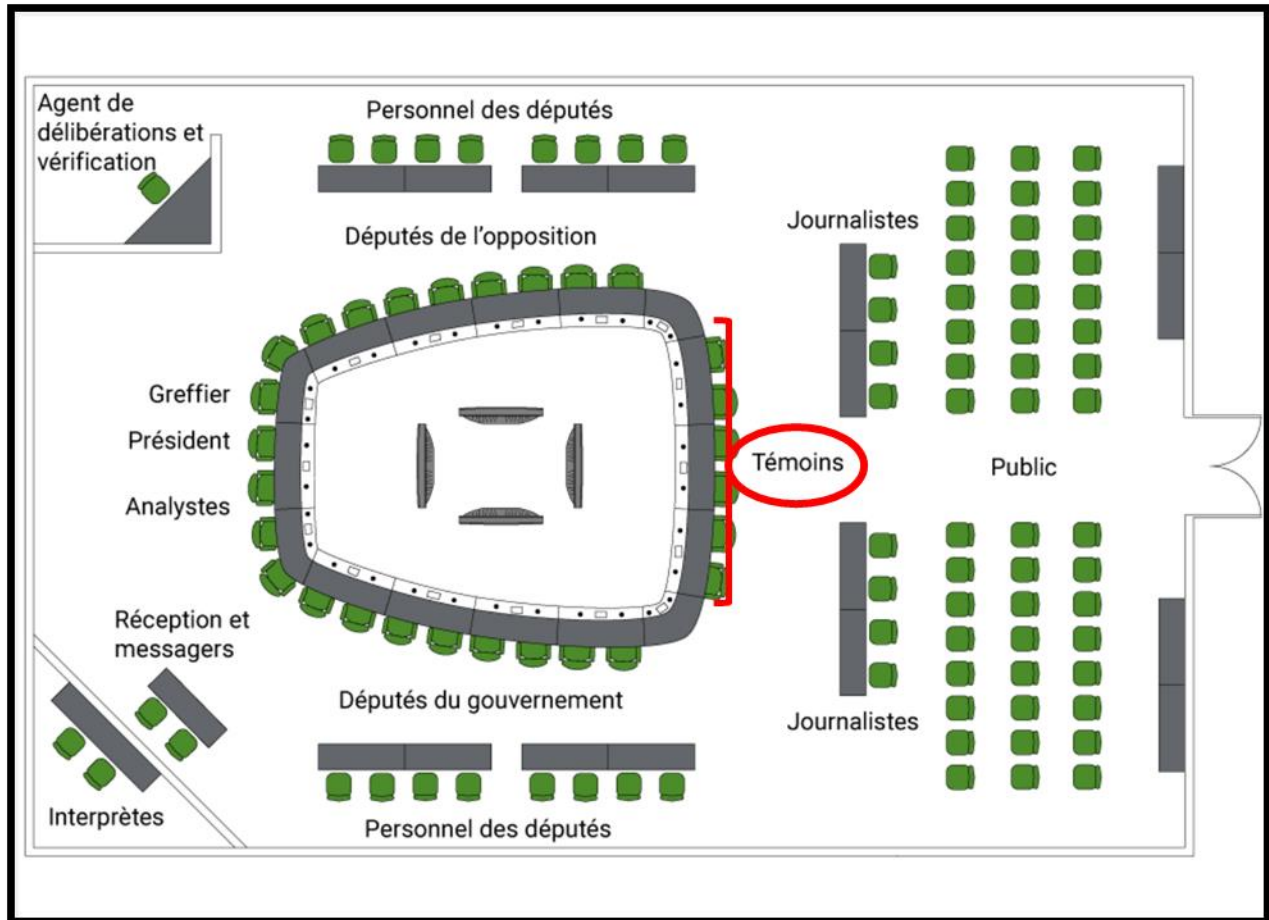 Agent de
délibérations et
vérification
Personnel des députés
Députés de l'opposition
Journalistes
Greffier
Président
Analystes
Témoins
Public
Réception et
messagers
Députés du gouvernement
Journalistes
Interprètes
Personnel des députés